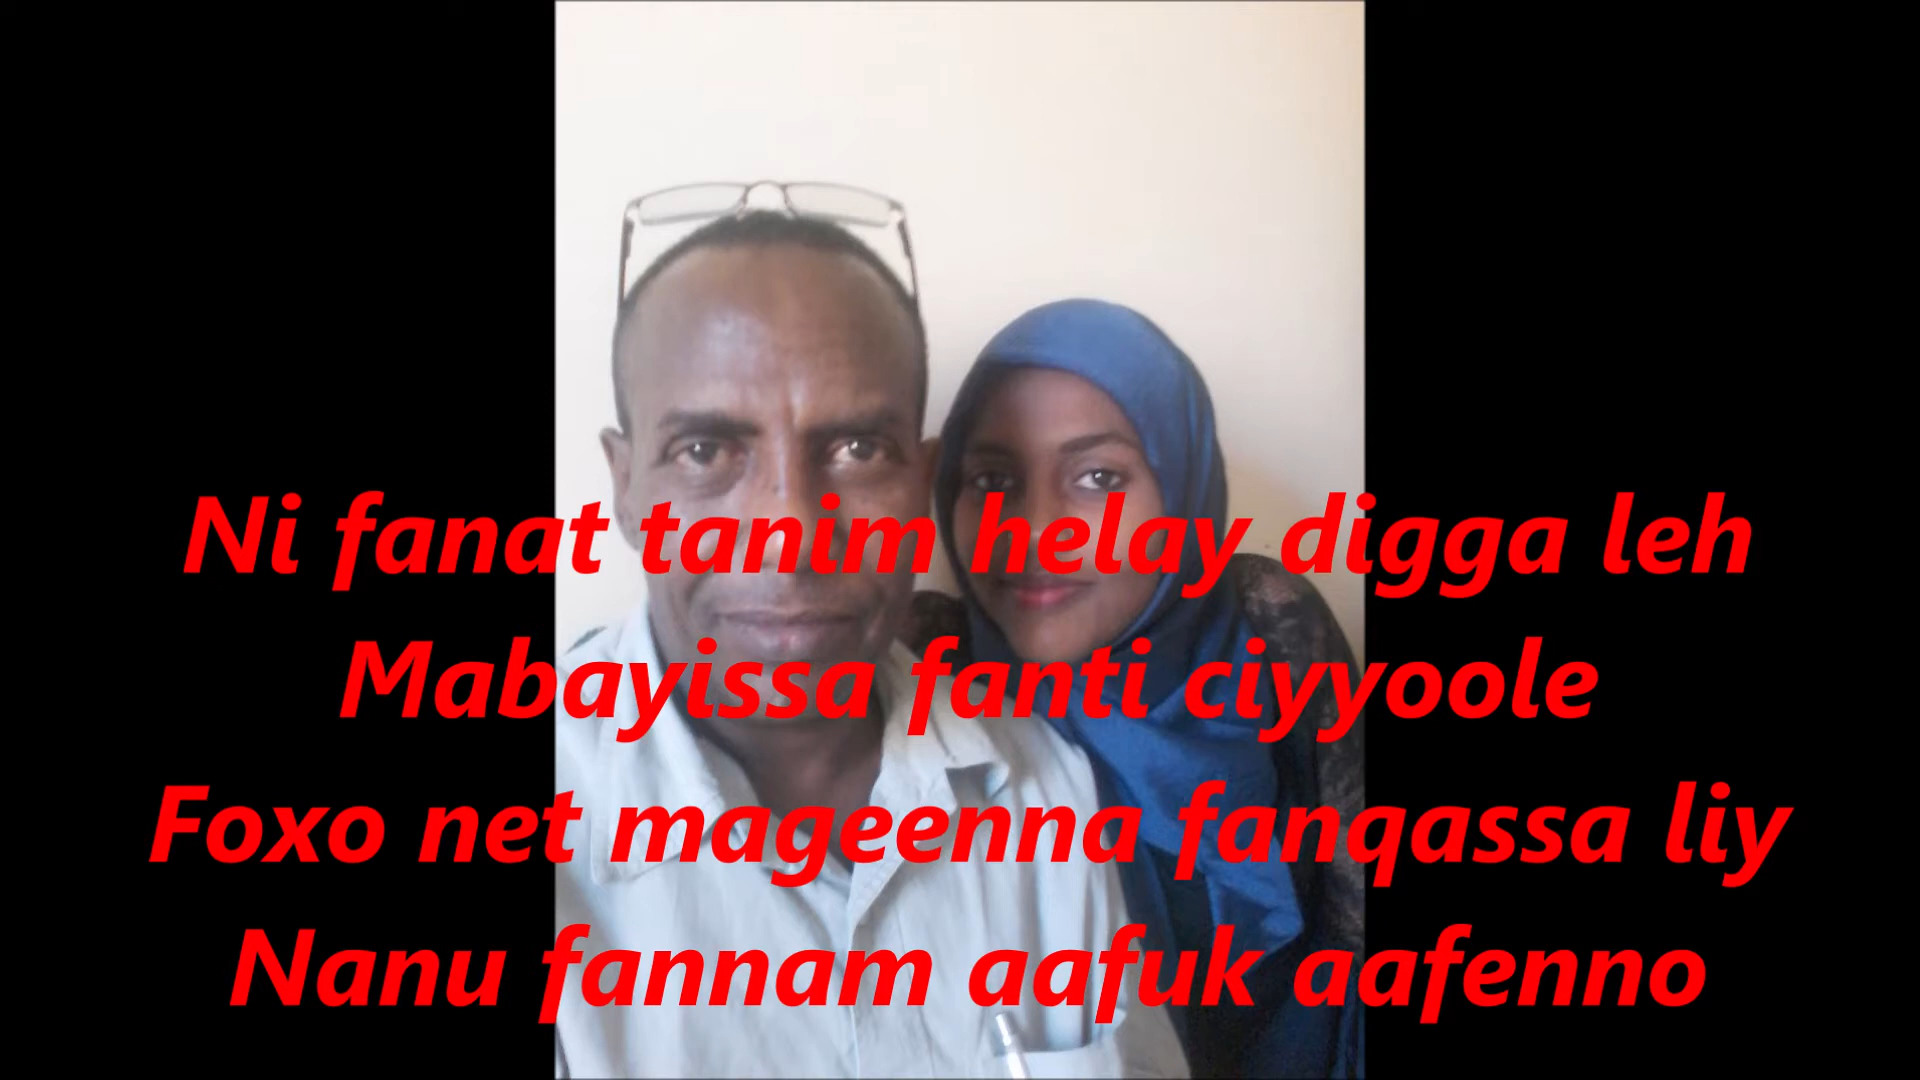 Ni fanat tanim helay digga leh
Mabayissa fanti ciyyoole
Foxo net mageenna fanqassa liy
Nanu fannam aafuk aafenno